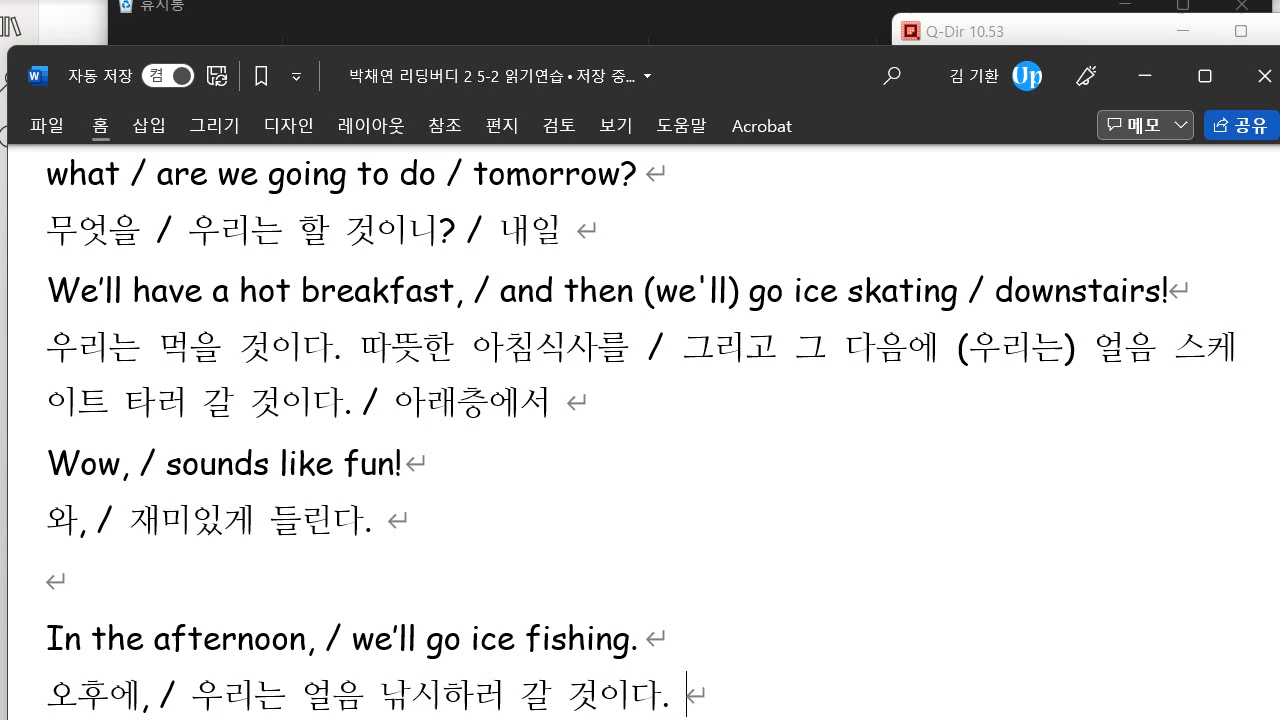 휴지통
Q-Dir 10.53
자동 저장 켬 박채연 리딩버디 2 5-2 읽기연습 • 저장 중... 김 기환 Up
파일 홈 삽입 그리기 디자인 레이아웃 참조 편지 검토 보기 도움말 Acrobat 메모 공유
what / are we going to do / tomorrow?
무엇을 / 우리는 할 것이니? / 내일
We’ll have a hot breakfast, / and then (we'll) go ice skating / downstairs!
우리는 먹을 것이다. 따뜻한 아침식사를 / 그리고 그 다음에 (우리는) 얼음 스케
이트 타러 갈 것이다. / 아래층에서
Wow, / sounds like fun!
와, / 재미있게 들린다.
In the afternoon, / we’ll go ice fishing.
오후에, / 우리는 얼음 낚시하러 갈 것이다.